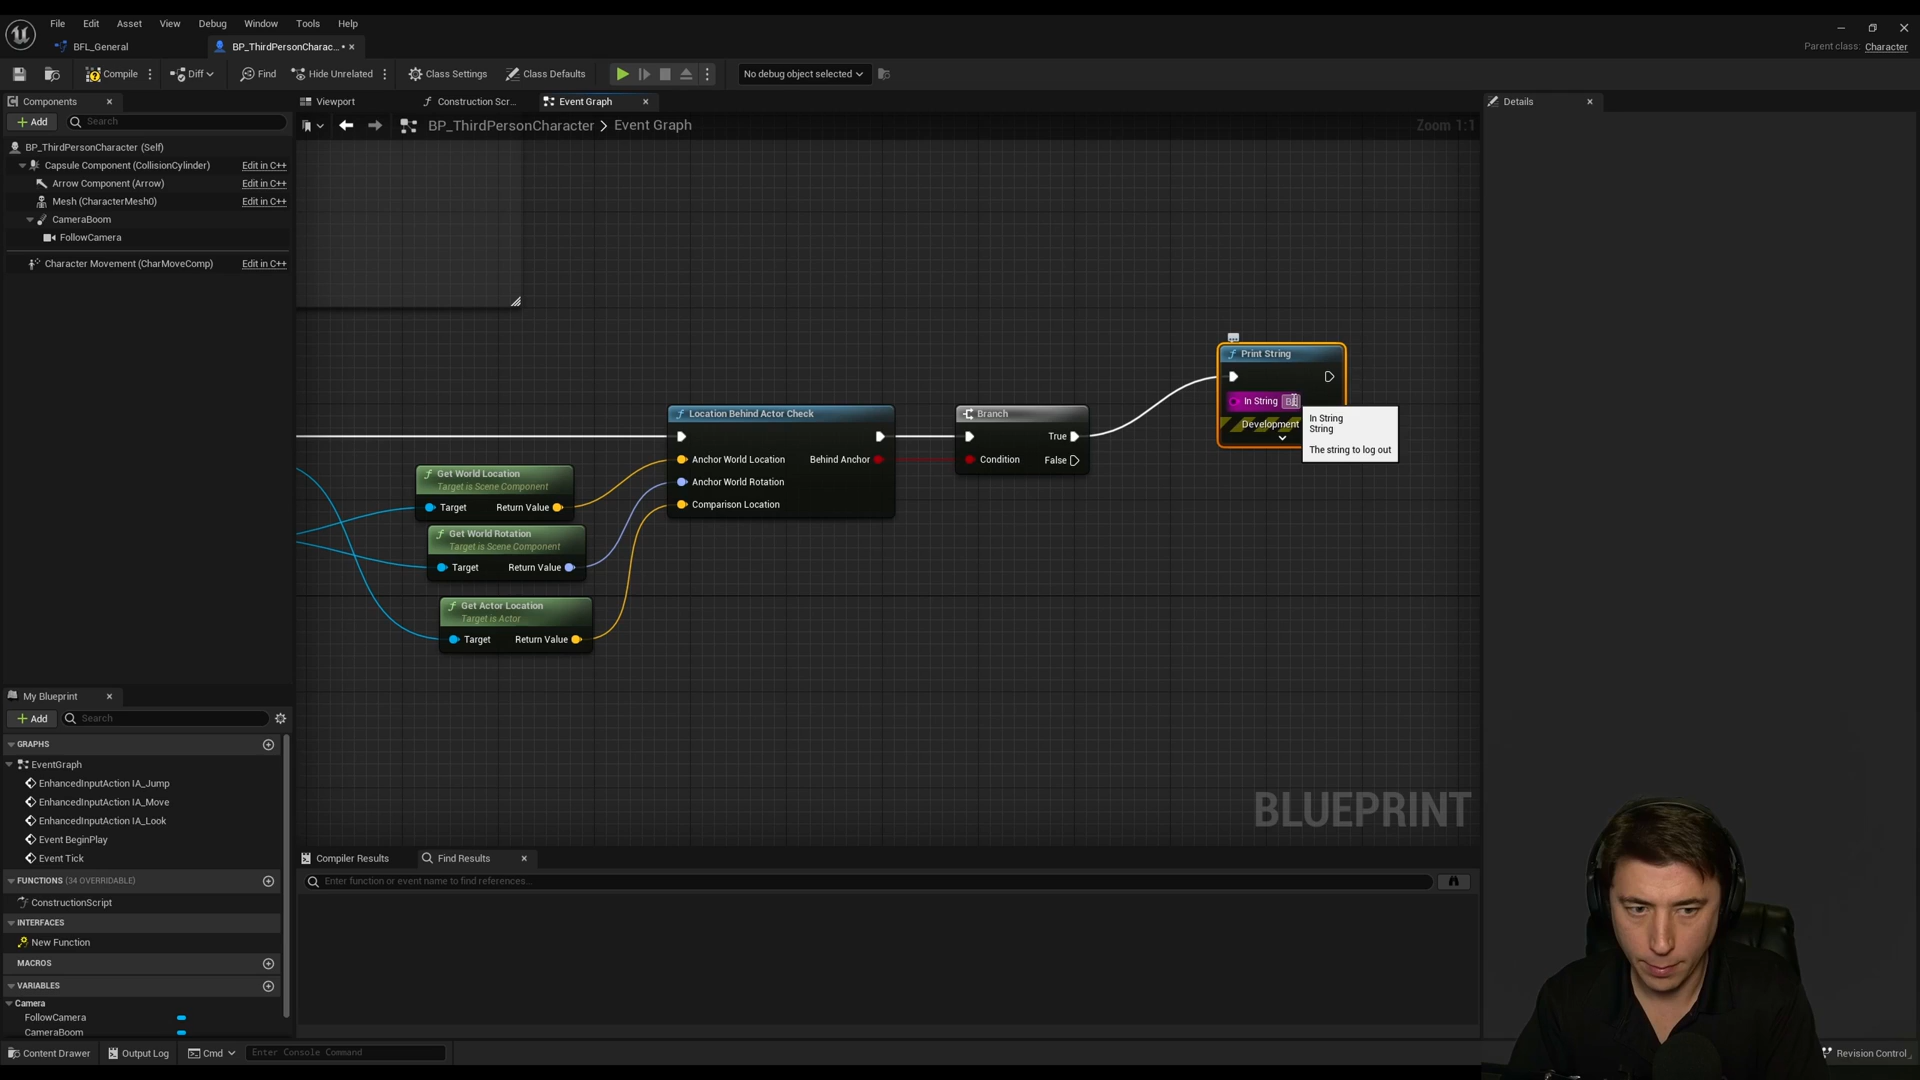 File Edit Asset View Debug Window Tools Help
BFL_General
BP_ThirdPersonCharac... •
Parent class: Character
Compile
Diff
Find
Hide Unrelated
Class Settings
Class Defaults
No debug object selected
Components
Add
Search
BP_ThirdPersonCharacter (Self)
Capsule Component (CollisionCylinder) Edit in C++
Arrow Component (Arrow) Edit in C++
Mesh (CharacterMesh0) Edit in C++
CameraBoom
FollowCamera
Character Movement (CharMoveComp) Edit in C++
Viewport
Construction Scr...
Event Graph
BP_ThirdPersonCharacter > Event Graph
Zoom 1:1
Details
Print String
In String
Development
In String
String
The string to log out
Location Behind Actor Check
Anchor World Location Behind Anchor
Anchor World Rotation
Comparison Location
Branch
True
Condition False
Get World Location
Target is Scene Component
Target Return Value
Get World Rotation
Target is Scene Component
Target Return Value
Get Actor Location
Target is Actor
Target Return Value
BLUEPRINT
My Blueprint
Add
Search
GRAPHS
EventGraph
EnhancedInputAction IA_Jump
EnhancedInputAction IA_Move
EnhancedInputAction IA_Look
Event BeginPlay
Event Tick
FUNCTIONS (34 OVERRIDABLE)
ConstructionScript
INTERFACES
New Function
MACROS
VARIABLES
Camera
FollowCamera
CameraBoom
Compiler Results
Find Results
Enter function or event name to find references...
Content Drawer
Output Log
Cmd
Enter Console Command
Revision Control